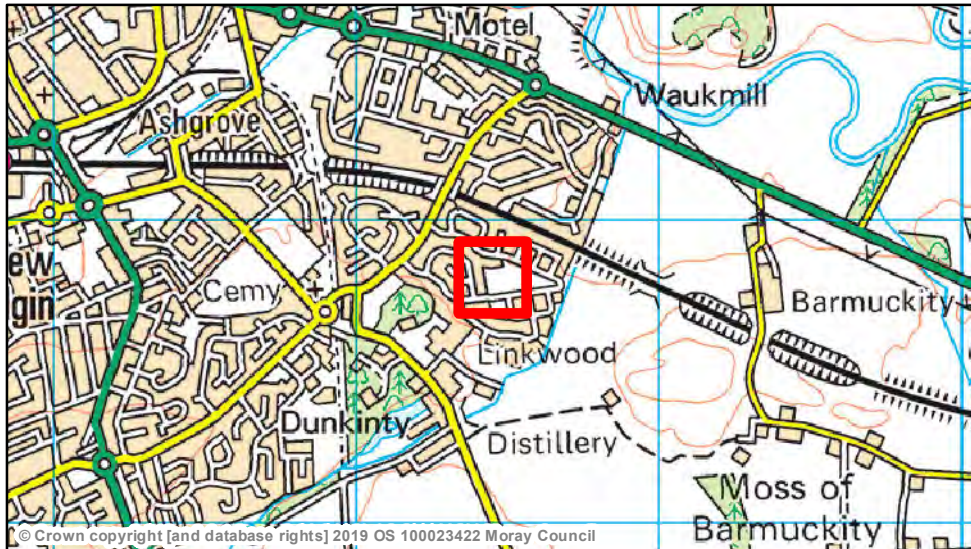 Motel
Waukmill
Ashgrove
ew
gin
Cemy
Barmuckity
Linkwood
Dunkinty
Distillery
Moss of
Barmuckity
© Crown copyright [and database rights] 2019 OS 100023422 Moray Council